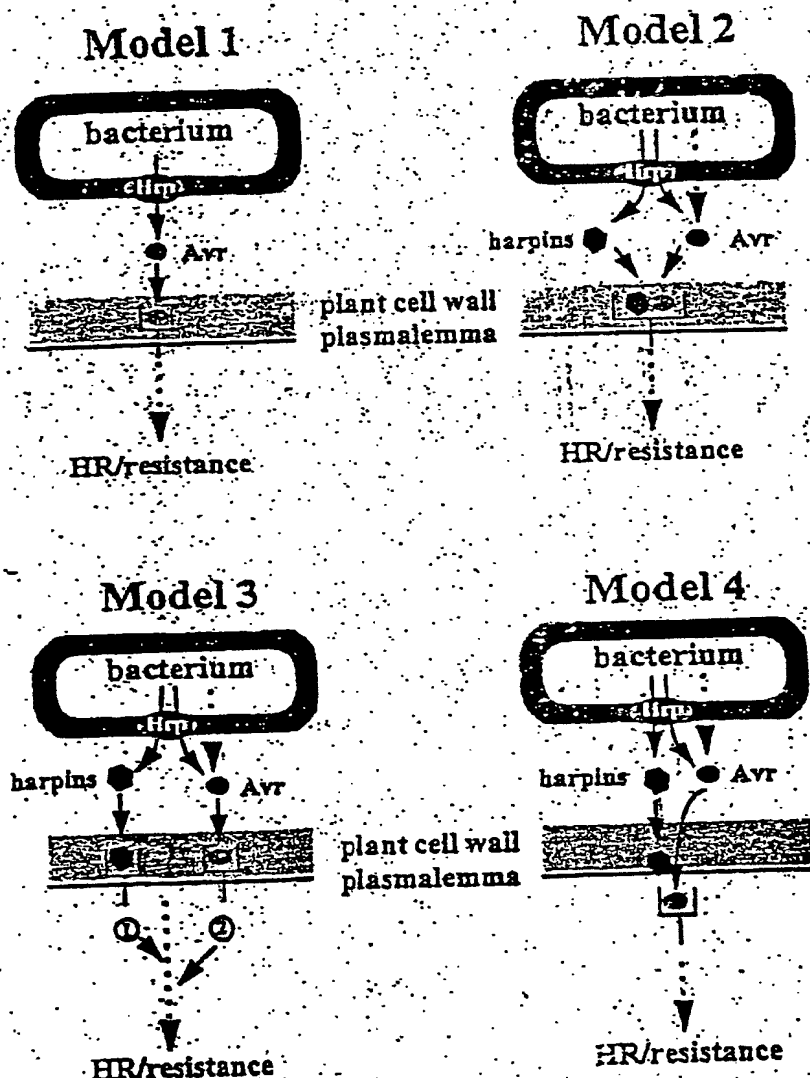 Model 1
bacterium
Hrp
Avr
HR/resistance
Model 2
bacterium
Hrp
harpins
Avr
plant cell wall
plasmalemma
HR/resistance
Model 3
bacterium
Hrp
harpins
Avr
1 2
HR/resistance
Model 4
bacterium
Hrp
harpins
Avr
plant cell wall
plasmalemma
HR/resistance